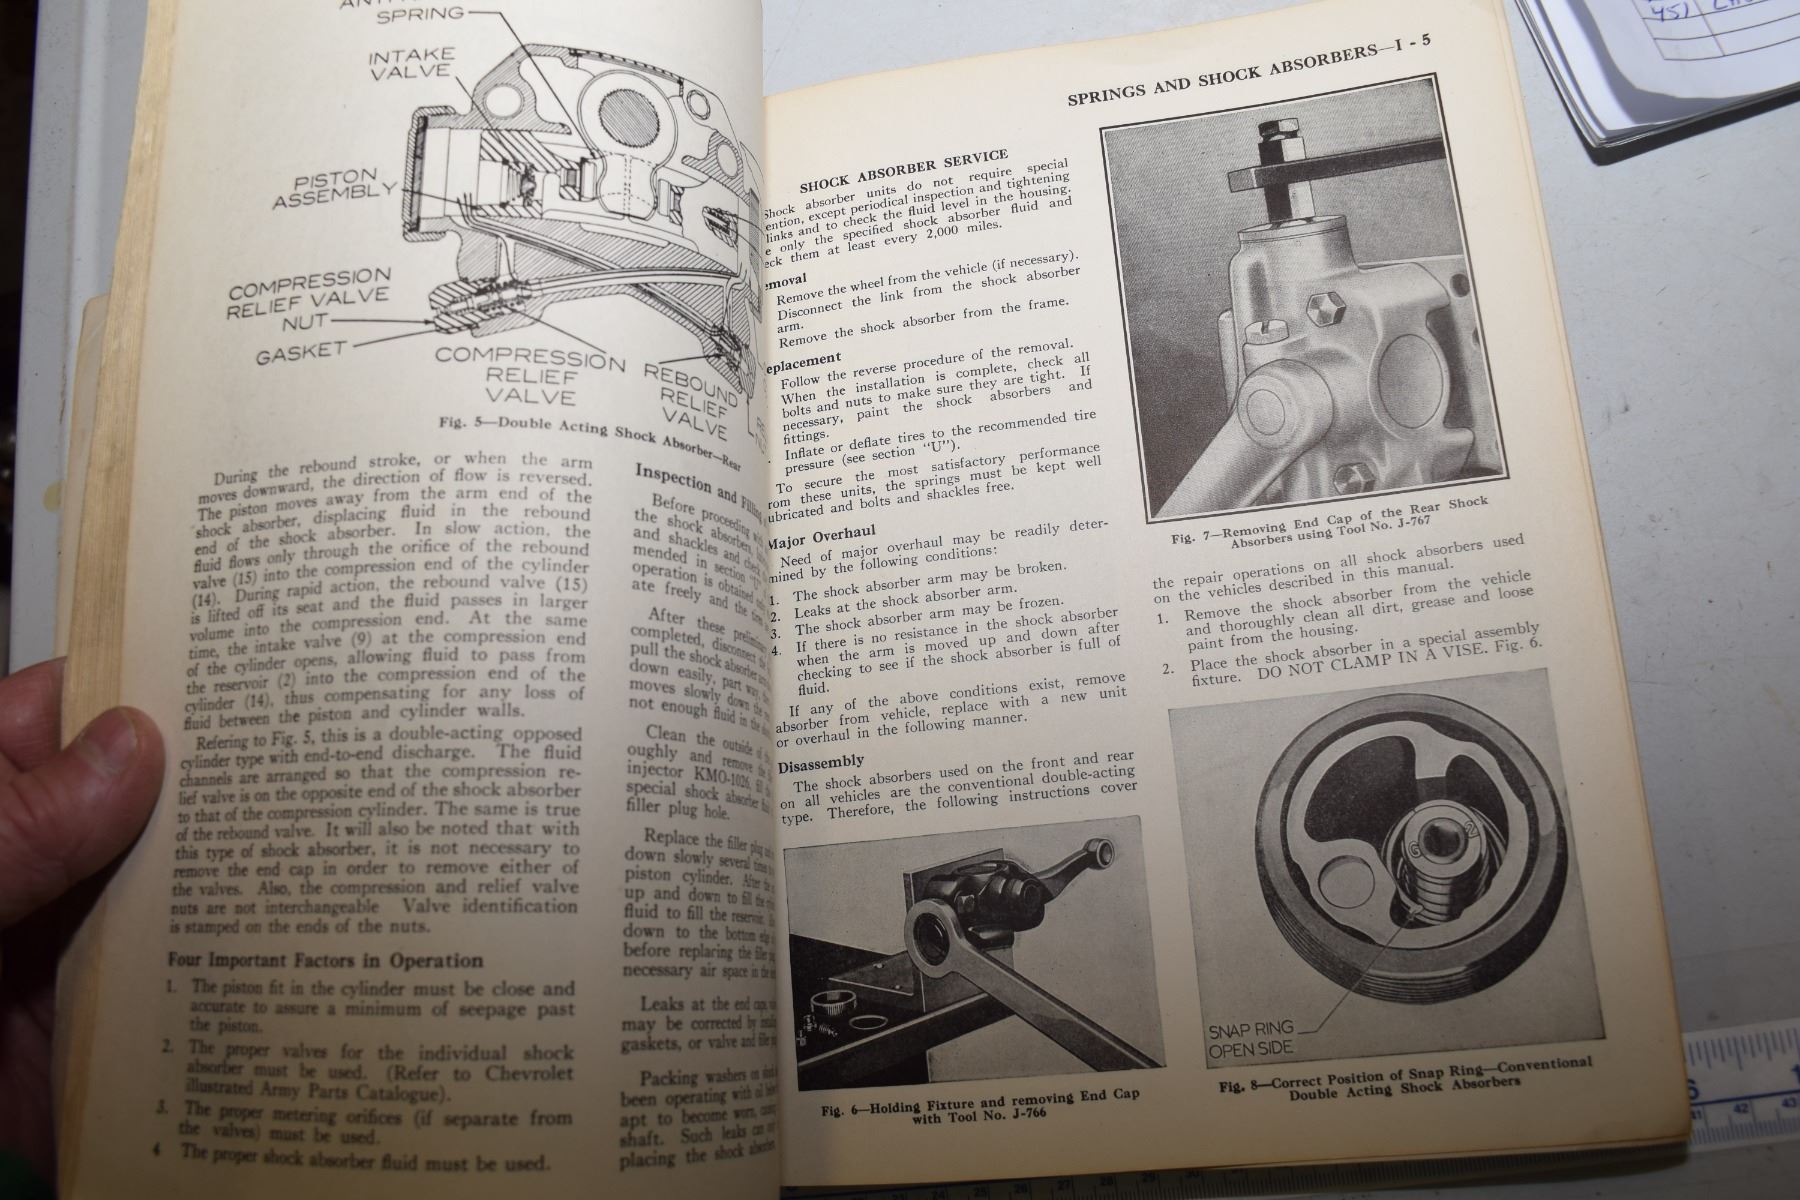 SPRING
INTAKE
VALVE
PISTON
ASSEMBLY
COMPRESSION
RELIEF VALVE
NUT
GASKET
COMPRESSION
RELIEF
VALVE
REBOUND
RELIEF
VALVE
Fig. 5—Double Acting Shock Absorber—Rear
During the rebound stroke, or when the arm
moves downward, the direction of flow is reversed.
The piston moves away from the arm end of the
shock absorber, displacing fluid in the rebound
end of the shock absorber. In slow action, the
fluid flows only through the orifice of the rebound
valve (15) into the compression end of the cylinder
(14). During rapid action, the rebound valve (15)
is lifted off its seat and the fluid passes in larger
volume into the compression end. At the same
time, the intake valve (9) at the compression end
of the cylinder opens, allowing fluid to pass from
the reservoir (2) into the compression end of the
cylinder (14), thus compensating for any loss of
fluid between the piston and cylinder walls.
Refering to Fig. 5, this is a double-acting opposed
cylinder type with end-to-end discharge. The fluid
channels are arranged so that the compression re-
lief valve is on the opposite end of the shock absorber
to that of the compression cylinder. The same is true
of the rebound valve. It will also be noted that with
this type of shock absorber, it is not necessary to
remove the end cap in order to remove either of
the valves. Also, the compression and relief valve
nuts are not interchangeable Valve identification
is stamped on the ends of the nuts.
Four Important Factors in Operation
1. The piston fit in the cylinder must be close and
accurate to assure a minimum of seepage past
the piston.
2. The proper valves for the individual shock
absorber must be used. (Refer to Chevrolet
illustrated Army Parts Catalogue).
3. The proper metering orifices (if separate from
the valves) must be used.
4 The proper shock absorber fluid must be used.
Inspection and Filling
Before proceeding
the shock absorbers,
and shackles and check
mended in section
operation is obtained
ate freely and the
After these
completed, disconnect the
pull the shock absorber
down easily, part way,
moves slowly down the
not enough fluid in the
Clean the outside of
oughly and remove the
injector KMO-1026, fill
special shock absorber
filler plug hole.
Replace the filler plug
down slowly several times
piston cylinder. After
up and down to fill the
fluid to fill the reservoir.
down to the bottom
before replacing the filler
necessary air space in the
Leaks at the end caps,
may be corrected by
gaskets, or valve and
Packing washers on
been operating with oil
apt to become worn,
shaft. Such leaks can
placing the shock absorber
SPRINGS AND SHOCK ABSORBERS—I - 5
SHOCK ABSORBER SERVICE
Shock absorber units do not require special
ention, except periodical inspection and tightening
links and to check the fluid level in the housing.
e only the specified shock absorber fluid and
eck them at least every 2,000 miles.
emoval
Remove the wheel from the vehicle (if necessary).
Disconnect the link from the shock absorber
arm.
Remove the shock absorber from the frame.
eplacement
Follow the reverse procedure of the removal.
When the installation is complete, check all
bolts and nuts to make sure they are tight. If
necessary, paint the shock absorbers and
fittings.
Inflate or deflate tires to the recommended tire
pressure (see section "U").
To secure the most satisfactory performance
rom these units, the springs must be kept well
ubricated and bolts and shackles free.
Major Overhaul
Need of major overhaul may be readily deter-
mined by the following conditions:
1. The shock absorber arm may be broken.
2. Leaks at the shock absorber arm.
3. The shock absorber arm may be frozen.
4. If there is no resistance in the shock absorber
when the arm is moved up and down after
checking to see if the shock absorber is full of
fluid.
If any of the above conditions exist, remove
absorber from vehicle, replace with a new unit
or overhaul in the following manner.
Disassembly
The shock absorbers used on the front and rear
on all vehicles are the conventional double-acting
type. Therefore, the following instructions cover
Fig. 6—Holding Fixture and removing End Cap
with Tool No. J-766
Fig. 7—Removing End Cap of the Rear Shock
Absorbers using Tool No. J-767
the repair operations on all shock absorbers used
on the vehicles described in this manual.
1. Remove the shock absorber from the vehicle
and thoroughly clean all dirt, grease and loose
paint from the housing.
2. Place the shock absorber in a special assembly
fixture. DO NOT CLAMP IN A VISE. Fig. 6.
G 2
SNAP RING
OPEN SIDE
Fig. 8—Correct Position of Snap Ring—Conventional
Double Acting Shock Absorbers
451
42
43